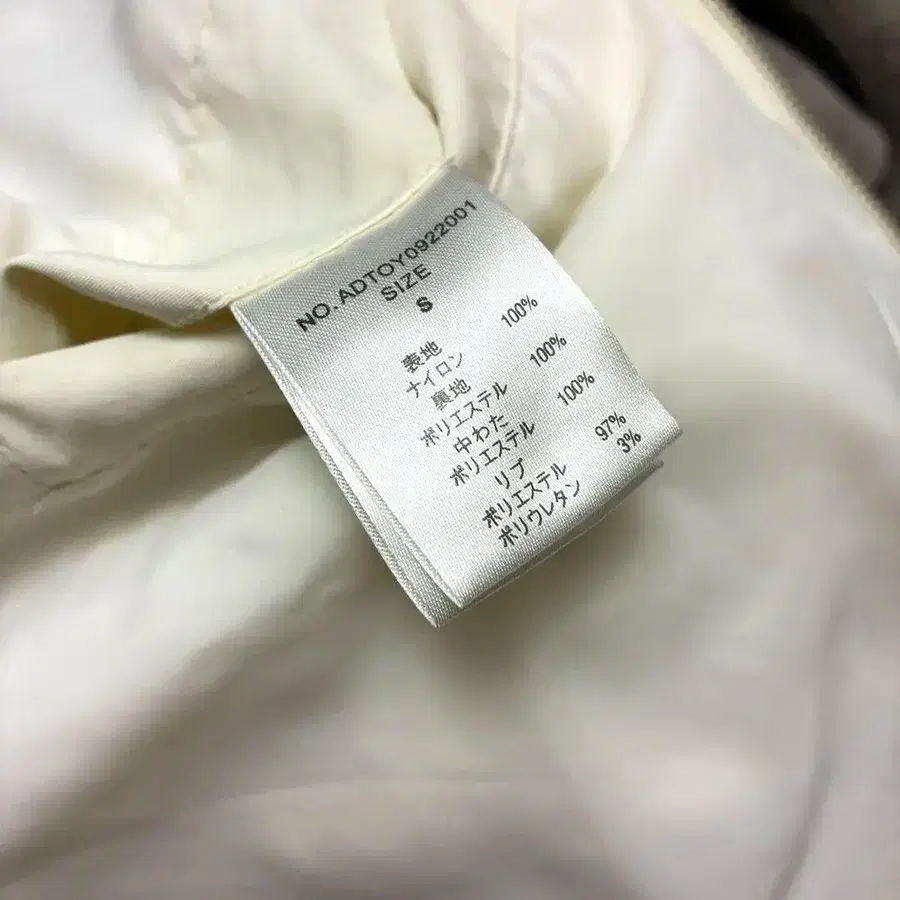 NO.ADTOY0922001
SIZE
S
表地
ナイロン 100%
裏地
ポリエステル 100%
中わた
ポリエステル 100%
リブ
ポリエステル 97%
ポリウレタン 3%